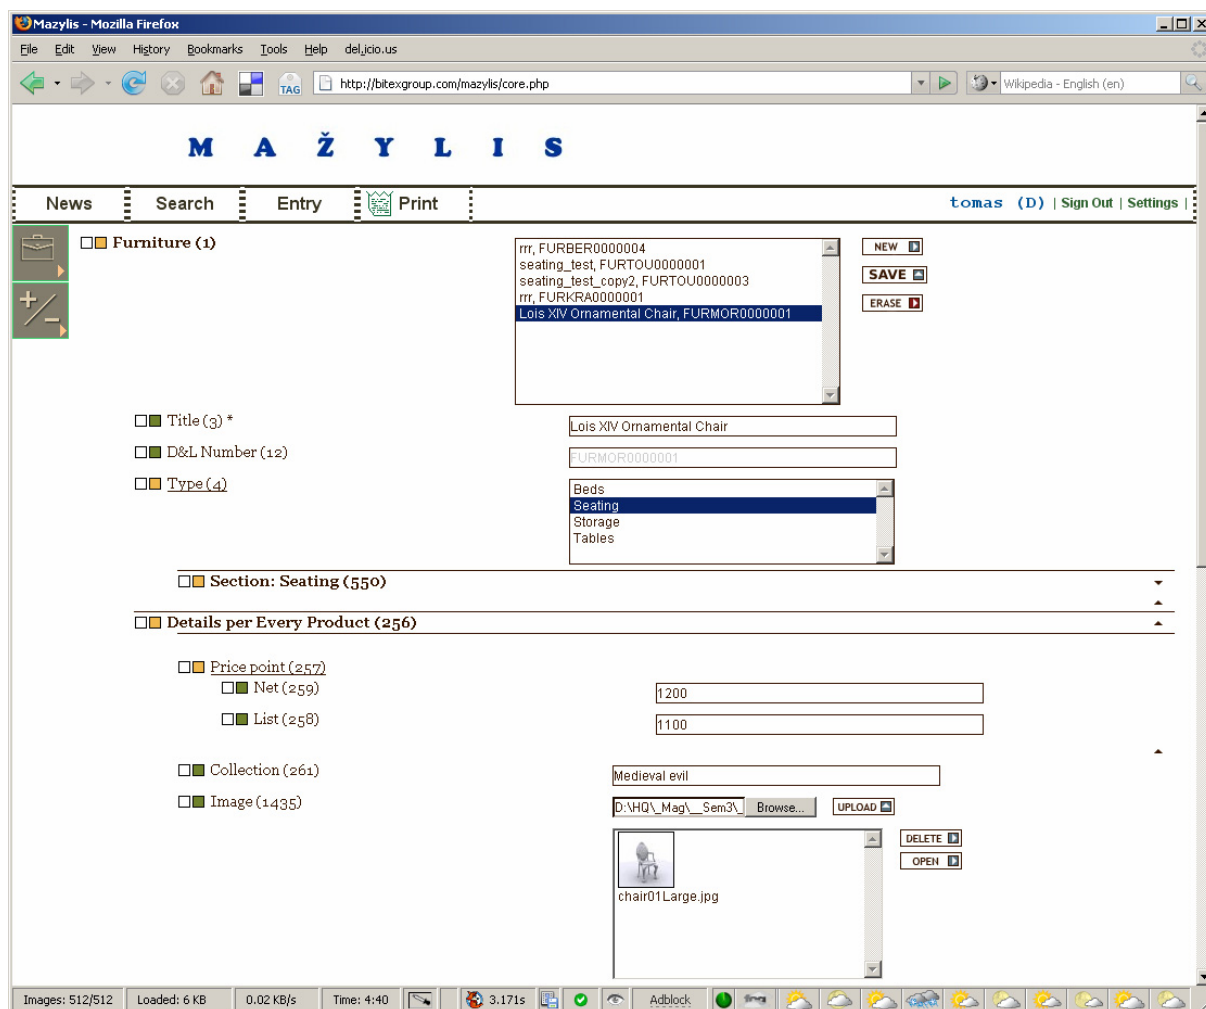 Mazylis - Mozilla Firefox
File Edit View History Bookmarks Tools Help del.icio.us
TAG http://bitexgroup.com/mazylis/core.php Wikipedia - English (en)
MAŽYLIS
News Search Entry Print tomas (D) | Sign Out | Settings |
Furniture (1)
rrr, FURBER0000004
seating_test, FURTOU0000001
seating_test_copy2, FURTOU0000003
rrr, FURKRA0000001
Lois XIV Ornamental Chair, FURMOR0000001
NEW
SAVE
ERASE
Title (3) * Lois XIV Ornamental Chair
D&L Number (12) FURMOR0000001
Type (4)
Beds
Seating
Storage
Tables
Section: Seating (550)
Details per Every Product (256)
Price point (257)
Net (259) 1200
List (258) 1100
Collection (261) Medieval evil
Image (1435) D:\HQ\_Mag\__Sem3\_ Browse... UPLOAD
DELETE
OPEN
chair01Large.jpg
Images: 512/512 Loaded: 6 KB 0.02 KB/s Time: 4:40 3.171s Adblock